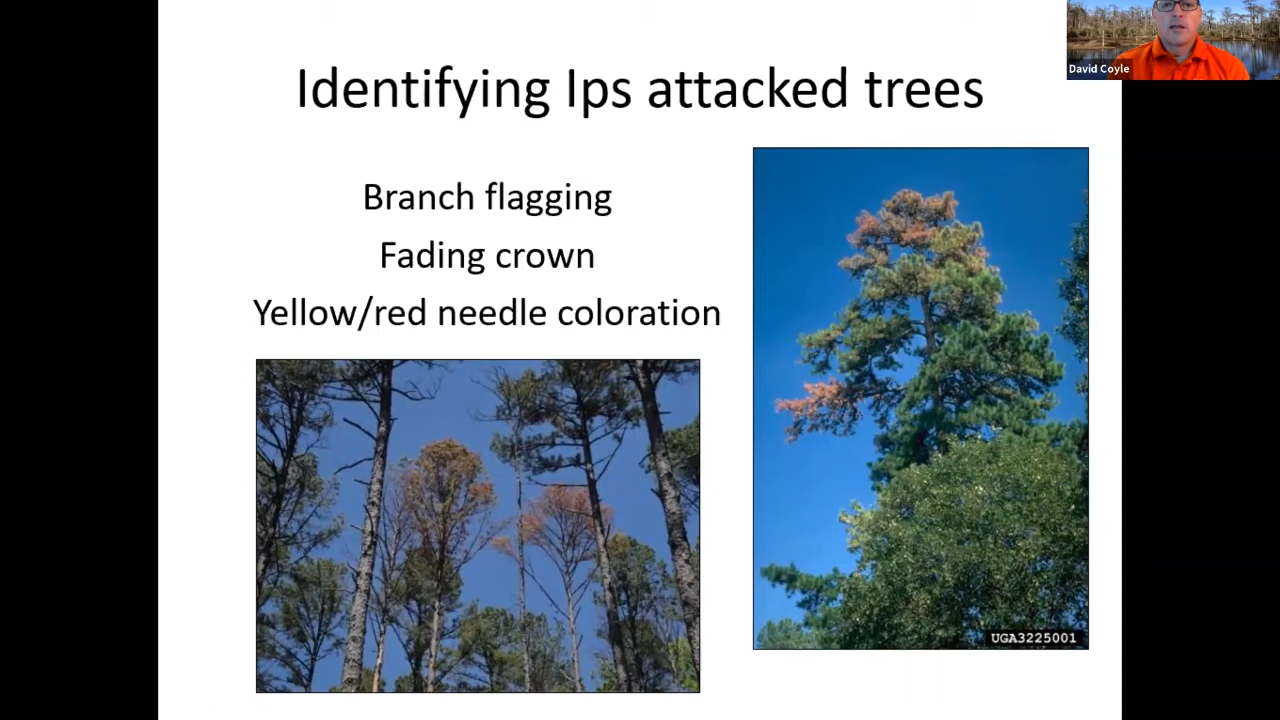 David Coyle
Identifying Ips attacked trees
Branch flagging
Fading crown
Yellow/red needle coloration
UGA3225001